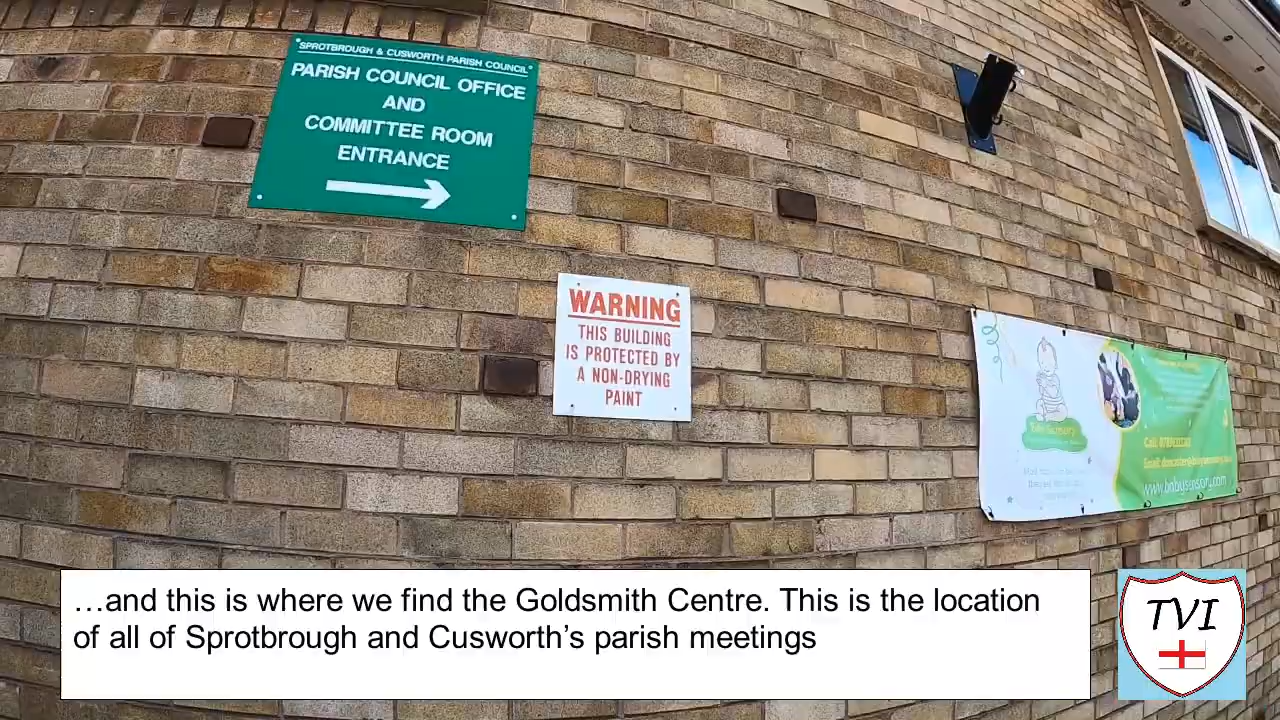 SPROTBROUGH & CUSWORTH PARISH COUNCIL
PARISH COUNCIL OFFICE
AND
COMMITTEE ROOM
ENTRANCE
WARNING
THIS BUILDING
IS PROTECTED BY
A NON-DRYING
PAINT
www.babysensory.com
…and this is where we find the Goldsmith Centre. This is the location
of all of Sprotbrough and Cusworth’s parish meetings
TVI